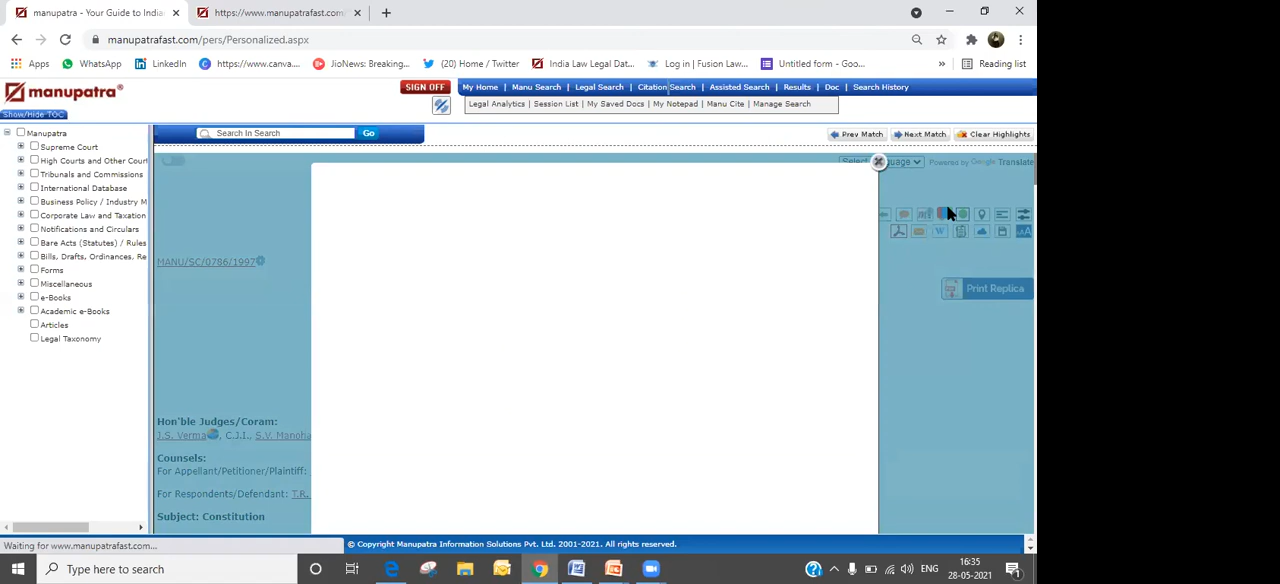 manupatra - Your Guide to India
https://www.manupatrafast.com
manupatrafast.com/pers/Personalized.aspx
Apps
WhatsApp
LinkedIn
https://www.canva....
JioNews: Breaking...
(20) Home / Twitter
India Law Legal Dat...
Log in | Fusion Law...
Untitled form - Goo...
»
Reading list
manupatra
SIGN OFF
My Home | Manu Search | Legal Search | Citation Search | Assisted Search | Results | Doc | Search History
Legal Analytics | Session List | My Saved Docs | My Notepad | Manu Cite | Manage Search
Show/Hide TOC
Search In Search
Go
Prev Match
Next Match
Clear Highlights
Manupatra
Supreme Court
High Courts and Other Court
Tribunals and Commissions
International Database
Business Policy / Industry M
Corporate Law and Taxation
Notifications and Circulars
Bare Acts (Statutes) / Rules
Bills, Drafts, Ordinances, Re
Forms
Miscellaneous
e-Books
Academic e-Books
Articles
Legal Taxonomy
Powered by Google Translate
MANU/SC/0786/1997
Print Replica
Hon'ble Judges/Coram:
J.S. Verma, C.J.I., S.V. Manoha
Counsels:
For Appellant/Petitioner/Plaintiff:
For Respondents/Defendant: T.R.
Subject: Constitution
Waiting for www.manupatrafast.com...
© Copyright Manupatra Information Solutions Pvt. Ltd. 2001-2021. All rights reserved.
Type here to search
ENG
16:35
28-05-2021